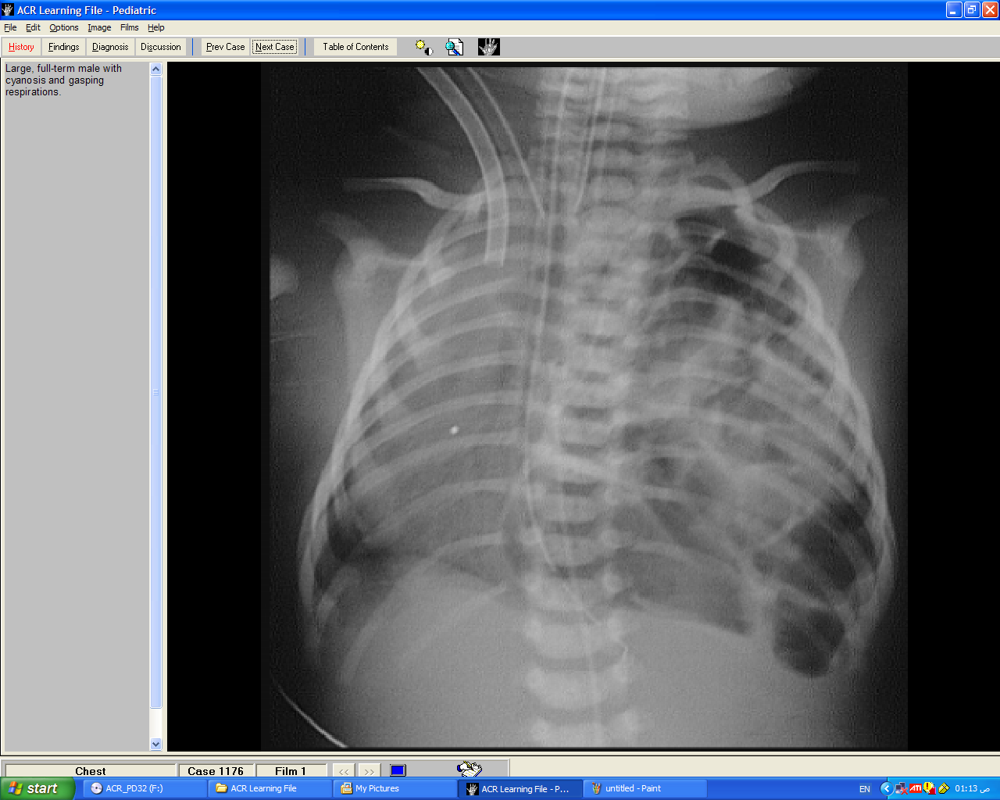 ACR Learning File - Pediatric
File Edit Options Image Films Help
History Findings Diagnosis Discussion Prev Case Next Case Table of Contents
Large, full-term male with
cyanosis and gasping
respirations.
Chest Case 1176 Film 1 << >>
start ACR_PD32 (F:) ACR Learning File My Pictures ACR Learning File - P... untitled - Paint EN ATI 01:13 ص